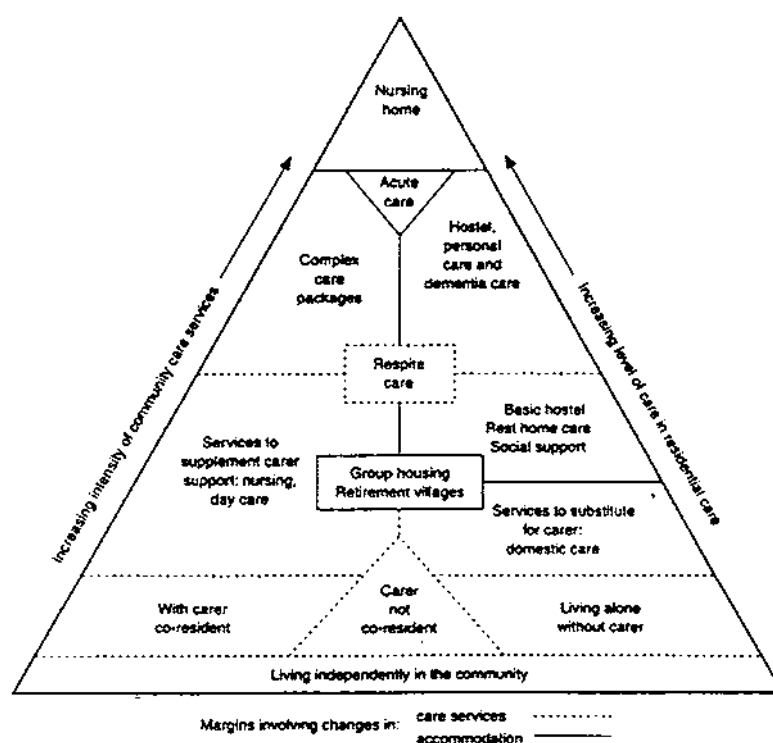 Nursing
home
Acute
care
Complex
care
packages
Hostel,
personal
care and
dementia care
Increasing intensity of community care services
Increasing level of care in residential care
Respite
care
Services to
supplement carer
support: nursing,
day care
Basic hostel
Rest home care
Social support
Group housing
Retirement villages
Services to substitute
for carer:
domestic care
With carer
co-resident
Carer
not
co-resident
Living alone
without carer
Living independently in the community
Margins involving changes in: care services
accommodation